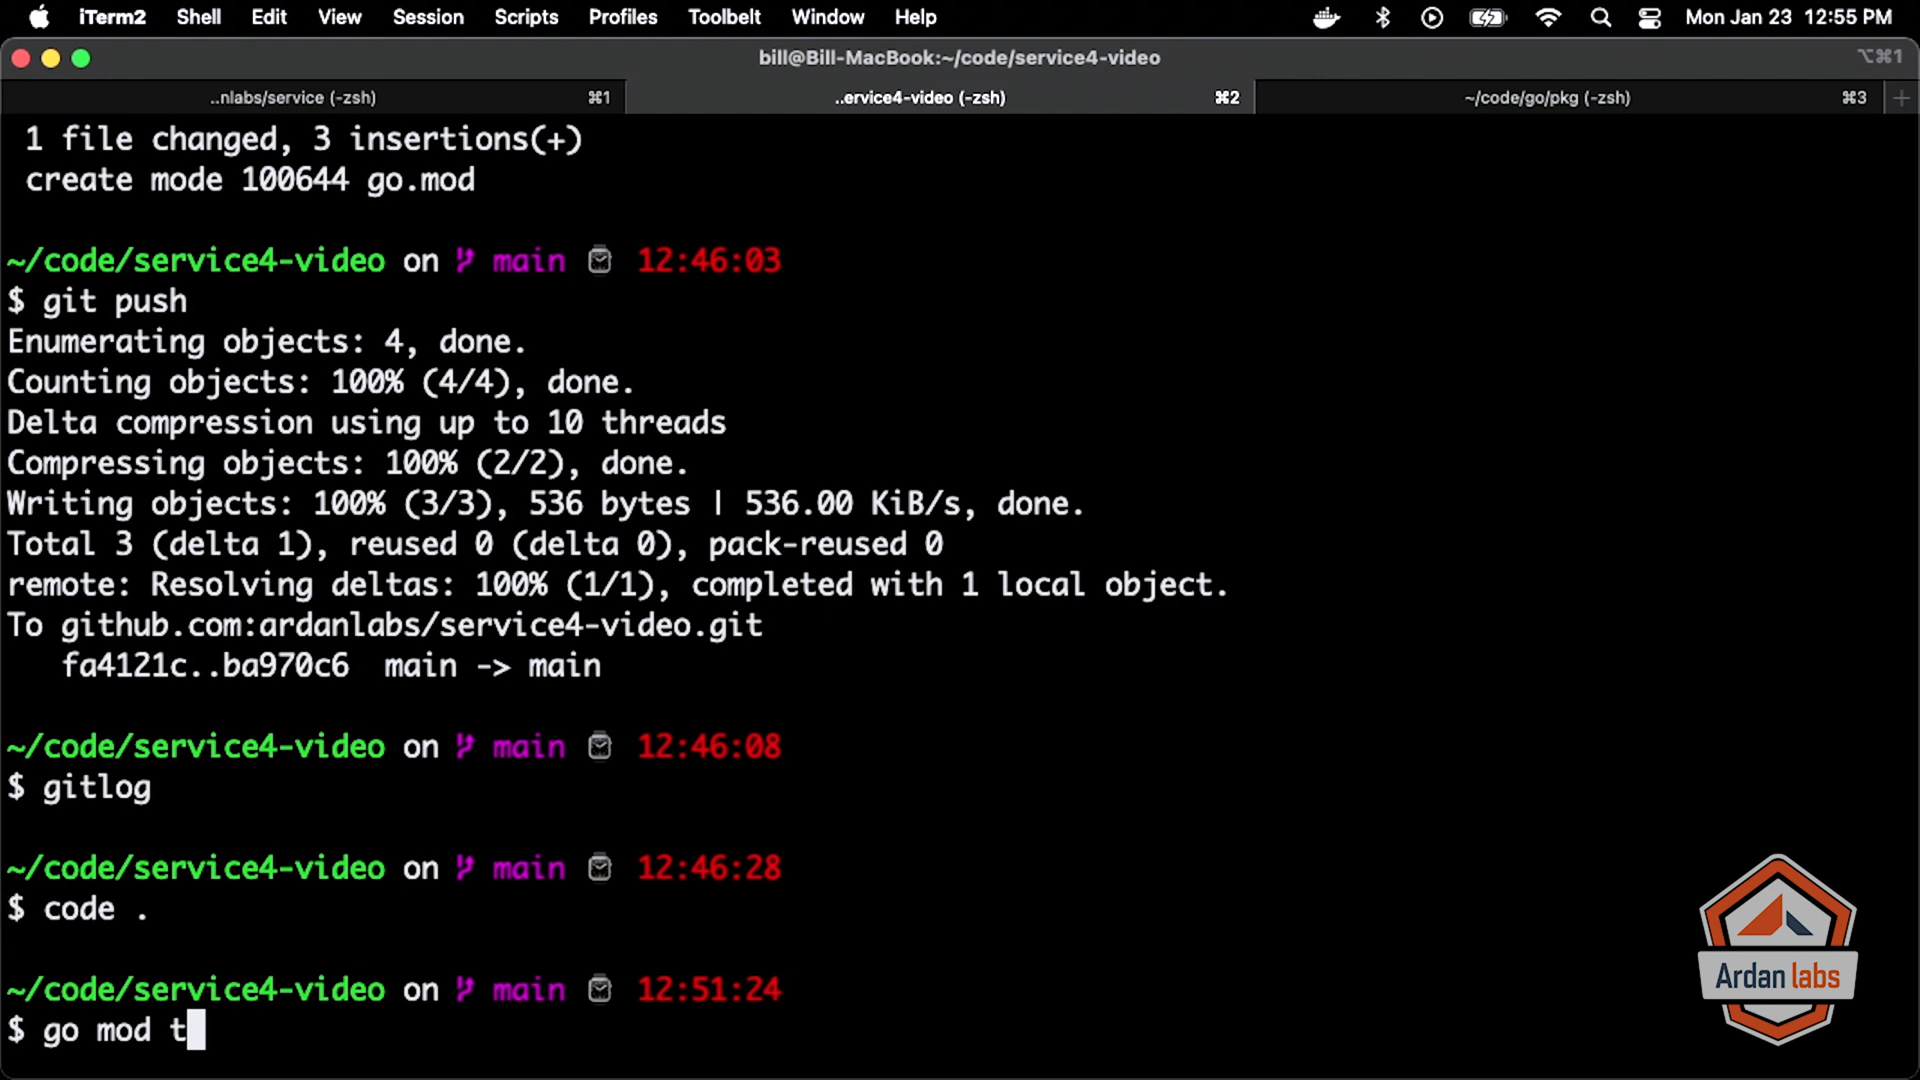 iTerm2 Shell Edit View Session Scripts Profiles Toolbelt Window Help Mon Jan 23 12:55 PM
bill@Bill-MacBook:~/code/service4-video ⌥⌘1
..nlabs/service (-zsh) ⌘1 ..ervice4-video (-zsh) ⌘2 ~/code/go/pkg (-zsh) ⌘3 +
1 file changed, 3 insertions(+)
create mode 100644 go.mod
~/code/service4-video on main 12:46:03
$ git push
Enumerating objects: 4, done.
Counting objects: 100% (4/4), done.
Delta compression using up to 10 threads
Compressing objects: 100% (2/2), done.
Writing objects: 100% (3/3), 536 bytes | 536.00 KiB/s, done.
Total 3 (delta 1), reused 0 (delta 0), pack-reused 0
remote: Resolving deltas: 100% (1/1), completed with 1 local object.
To github.com:ardanlabs/service4-video.git
fa4121c..ba970c6 main -> main
~/code/service4-video on main 12:46:08
$ gitlog
~/code/service4-video on main 12:46:28
$ code .
~/code/service4-video on main 12:51:24
$ go mod t
Ardan labs